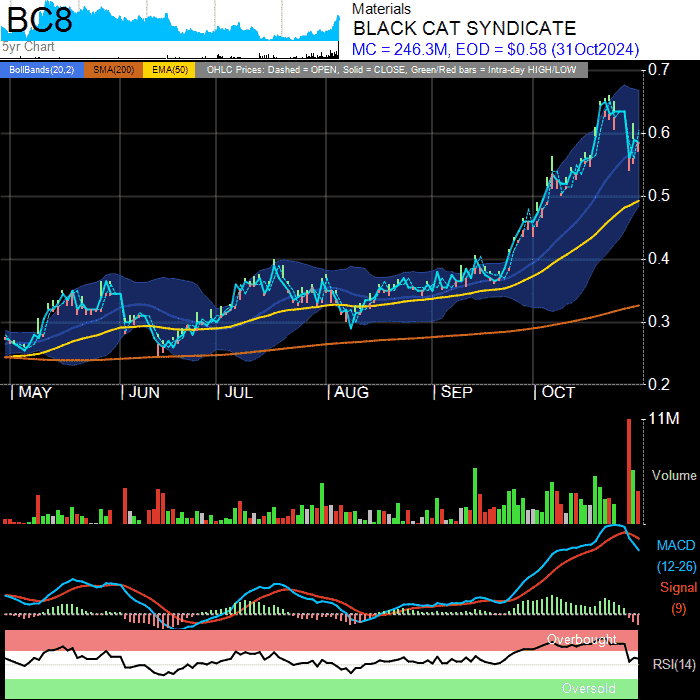 BC8
5yr Chart
Materials
BLACK CAT SYNDICATE
MC = 246.3M, EOD = $0.58 (31Oct2024)
BollBands(20,2) SMA(200) EMA(50) OHLC Prices: Dashed = OPEN, Solid = CLOSE, Green/Red bars = Intra-day HIGH/LOW
0.7
0.6
0.5
0.4
0.3
0.2
MAY JUN JUL AUG SEP OCT
11M
Volume
MACD
(12-26)
Signal
(9)
Overbought
RSI(14)
Oversold